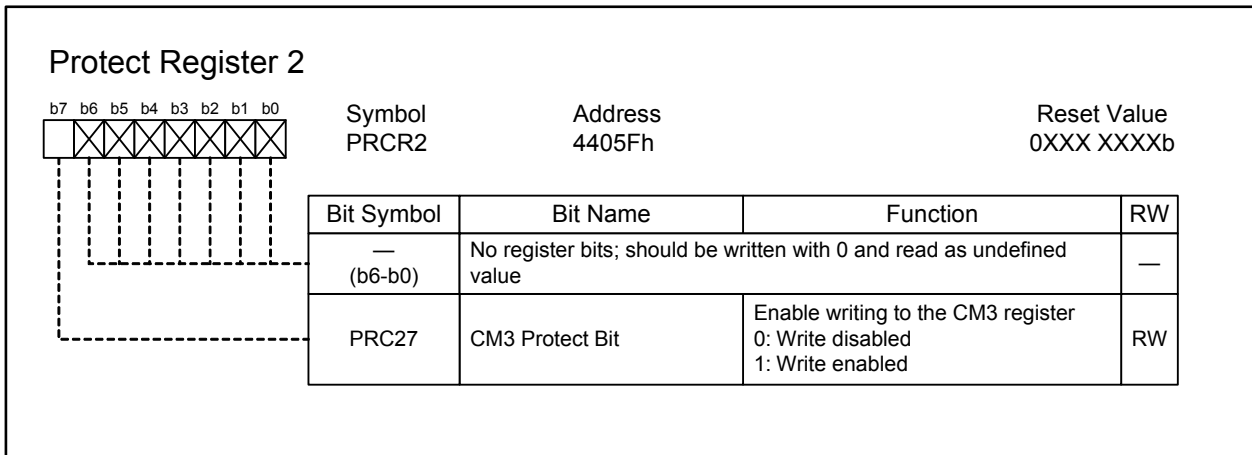 Protect Register 2
b7 b6 b5 b4 b3 b2 b1 b0
Symbol Address Reset Value
PRCR2 4405Fh 0XXX XXXXb
Bit Symbol Bit Name Function RW
—
(b6-b0)
No register bits; should be written with 0 and read as undefined
value
—
PRC27
CM3 Protect Bit
Enable writing to the CM3 register
0: Write disabled
1: Write enabled
RW